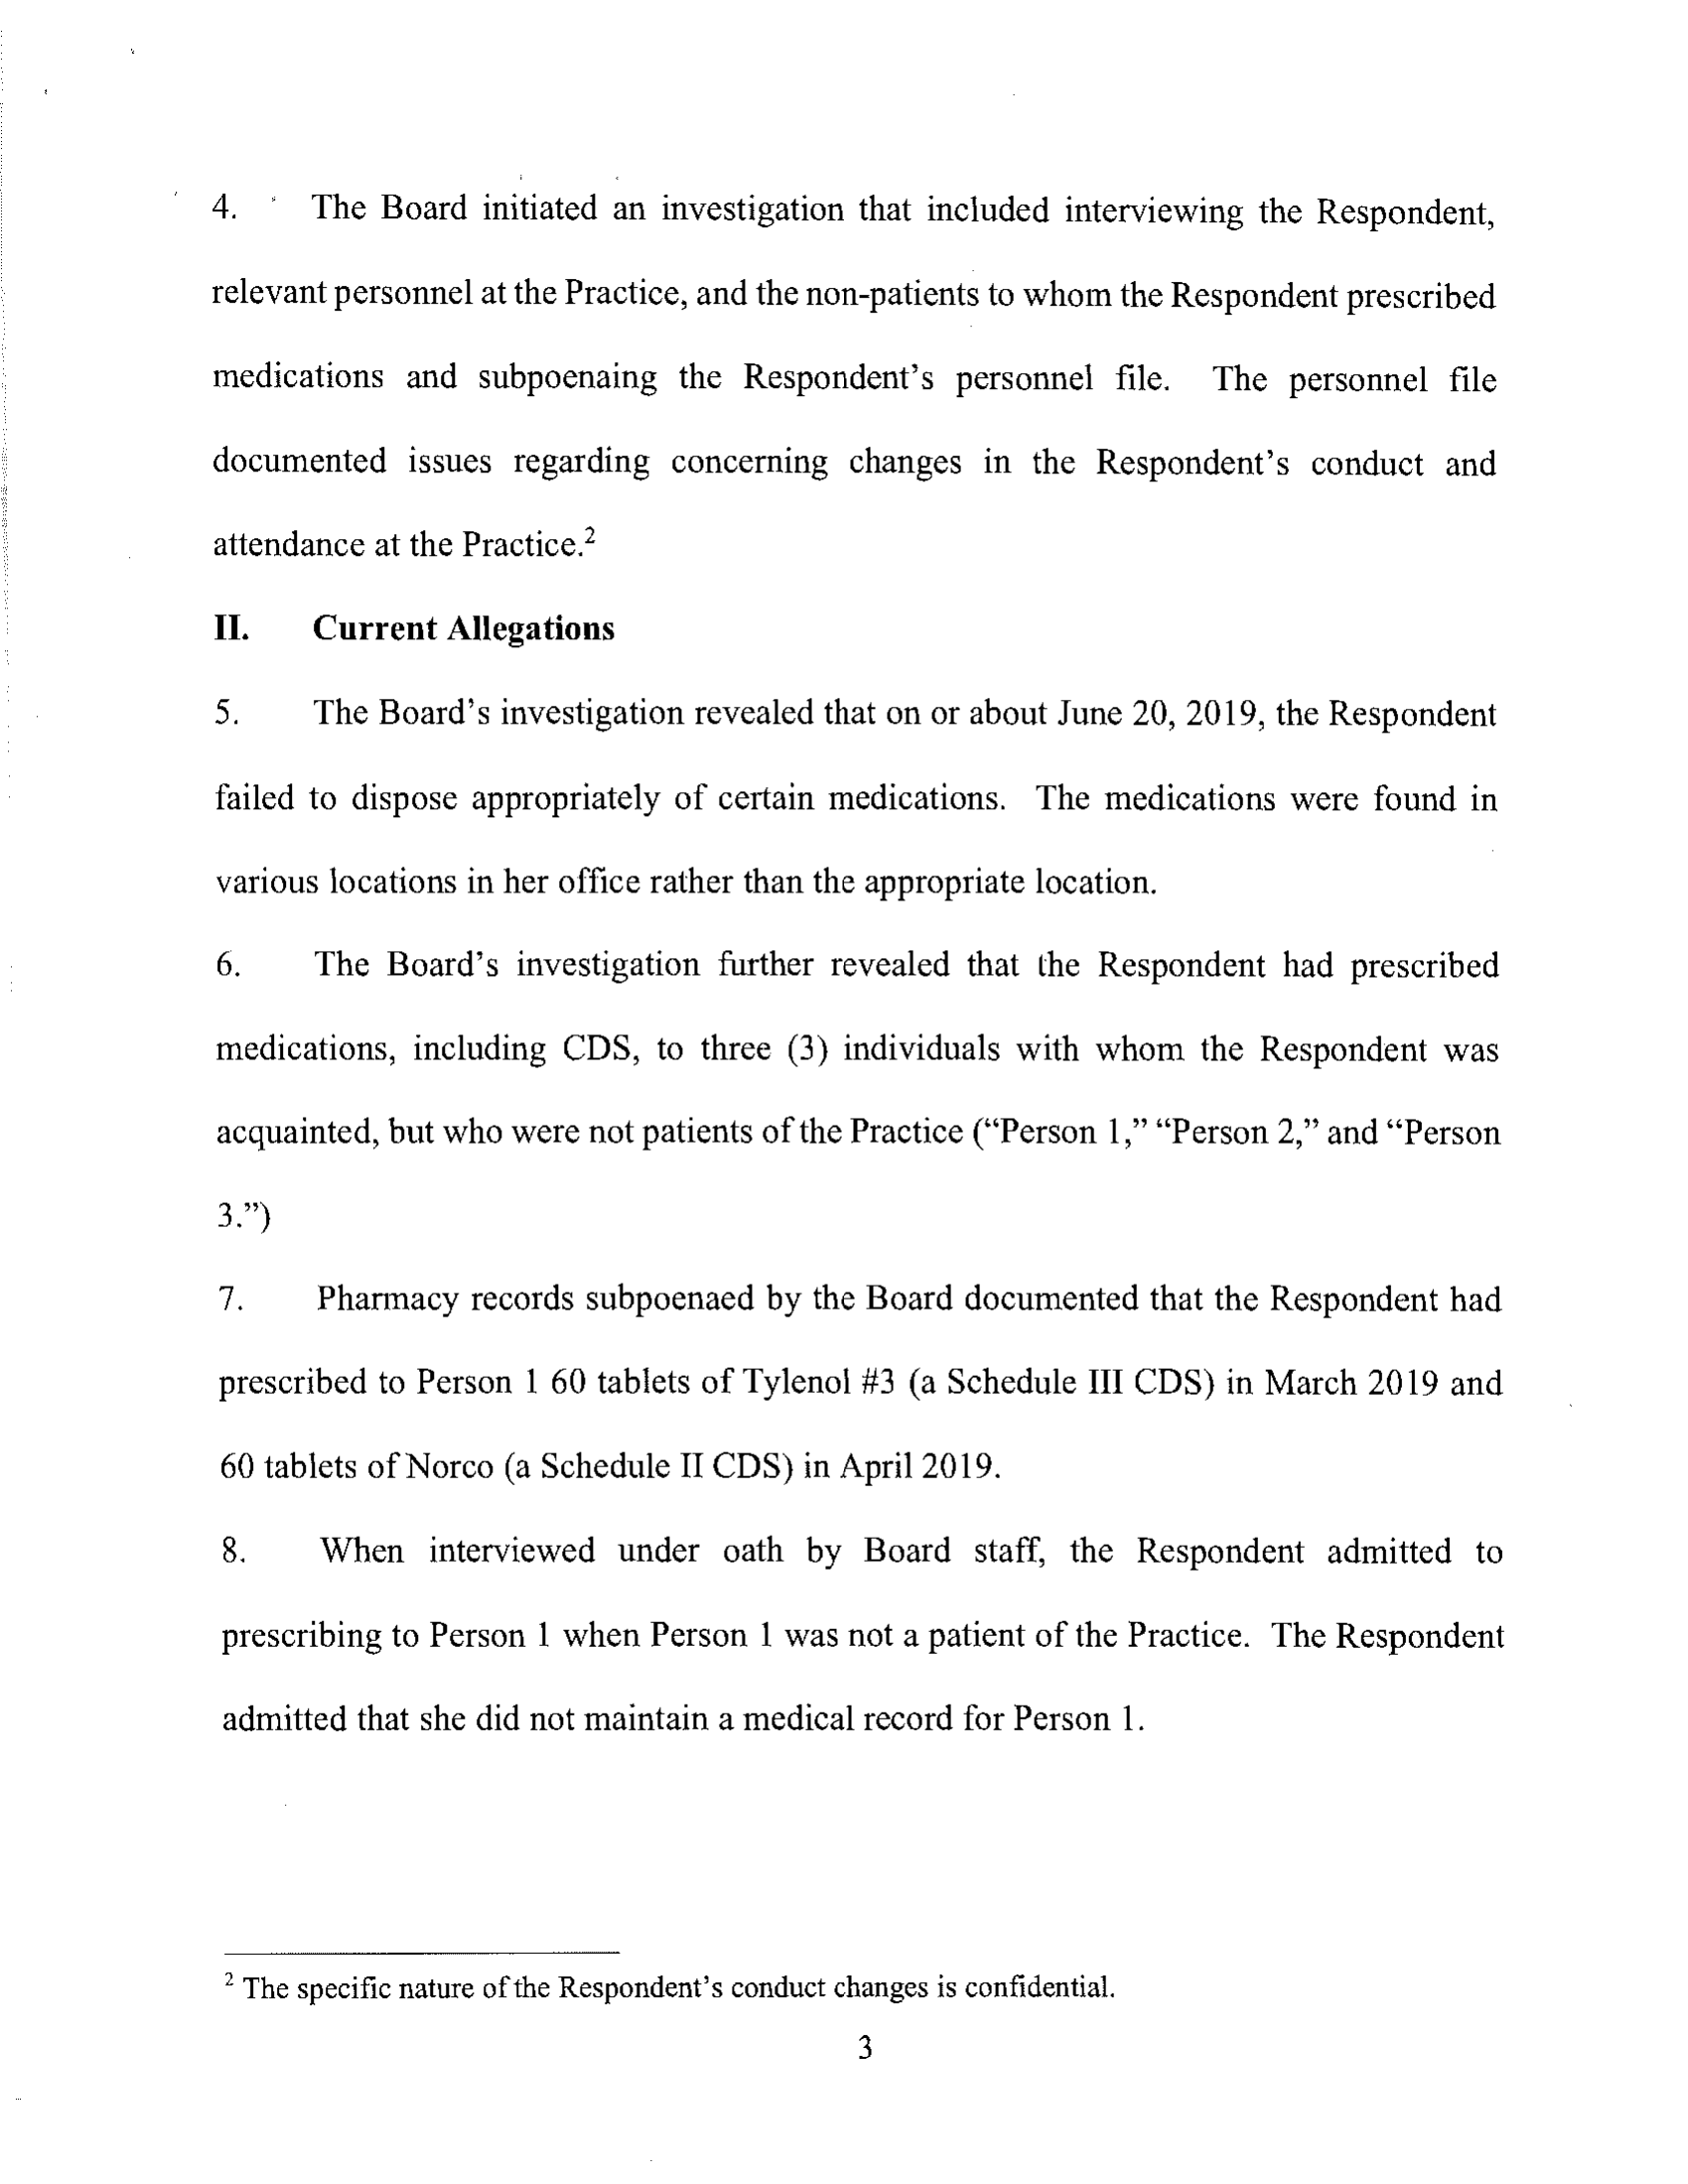 4. The Board initiated an investigation that included interviewing the Respondent,
relevant personnel at the Practice, and the non-patients to whom the Respondent prescribed
medications and subpoenaing the Respondent's personnel file. The personnel file
documented issues regarding concerning changes in the Respondent's conduct and
attendance at the Practice.²
II. Current Allegations
5. The Board's investigation revealed that on or about June 20, 2019, the Respondent
failed to dispose appropriately of certain medications. The medications were found in
various locations in her office rather than the appropriate location.
6. The Board's investigation further revealed that the Respondent had prescribed
medications, including CDS, to three (3) individuals with whom the Respondent was
acquainted, but who were not patients of the Practice (“Person 1,” “Person 2,” and “Person
3.”)
7. Pharmacy records subpoenaed by the Board documented that the Respondent had
prescribed to Person 1 60 tablets of Tylenol #3 (a Schedule III CDS) in March 2019 and
60 tablets of Norco (a Schedule II CDS) in April 2019.
8. When interviewed under oath by Board staff, the Respondent admitted to
prescribing to Person 1 when Person 1 was not a patient of the Practice. The Respondent
admitted that she did not maintain a medical record for Person 1.
² The specific nature of the Respondent's conduct changes is confidential.
3